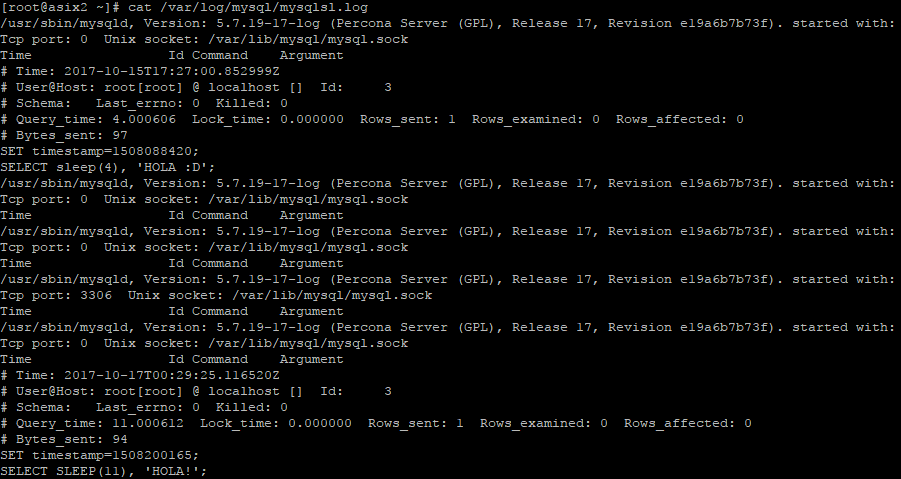 [root@asix2 ~]# cat /var/log/mysql/mysqlsl.log
/usr/sbin/mysqld, Version: 5.7.19-17-log (Percona Server (GPL), Release 17, Revision e19a6b7b73f). started with:
Tcp port: 0  Unix socket: /var/lib/mysql/mysql.sock
Time                 Id Command    Argument
# Time: 2017-10-15T17:27:00.852999Z
# User@Host: root[root] @ localhost []  Id:     3
# Schema:   Last_errno: 0  Killed: 0
# Query_time: 4.000606  Lock_time: 0.000000  Rows_sent: 1  Rows_examined: 0  Rows_affected: 0
# Bytes_sent: 97
SET timestamp=1508088420;
SELECT sleep(4), 'HOLA :D';
/usr/sbin/mysqld, Version: 5.7.19-17-log (Percona Server (GPL), Release 17, Revision e19a6b7b73f). started with:
Tcp port: 0  Unix socket: /var/lib/mysql/mysql.sock
Time                 Id Command    Argument
/usr/sbin/mysqld, Version: 5.7.19-17-log (Percona Server (GPL), Release 17, Revision e19a6b7b73f). started with:
Tcp port: 0  Unix socket: /var/lib/mysql/mysql.sock
Time                 Id Command    Argument
/usr/sbin/mysqld, Version: 5.7.19-17-log (Percona Server (GPL), Release 17, Revision e19a6b7b73f). started with:
Tcp port: 3306  Unix socket: /var/lib/mysql/mysql.sock
Time                 Id Command    Argument
/usr/sbin/mysqld, Version: 5.7.19-17-log (Percona Server (GPL), Release 17, Revision e19a6b7b73f). started with:
Tcp port: 0  Unix socket: /var/lib/mysql/mysql.sock
Time                 Id Command    Argument
# Time: 2017-10-17T00:29:25.116520Z
# User@Host: root[root] @ localhost []  Id:     3
# Schema:   Last_errno: 0  Killed: 0
# Query_time: 11.000612  Lock_time: 0.000000  Rows_sent: 1  Rows_examined: 0  Rows_affected: 0
# Bytes_sent: 94
SET timestamp=1508200165;
SELECT SLEEP(11), 'HOLA!';